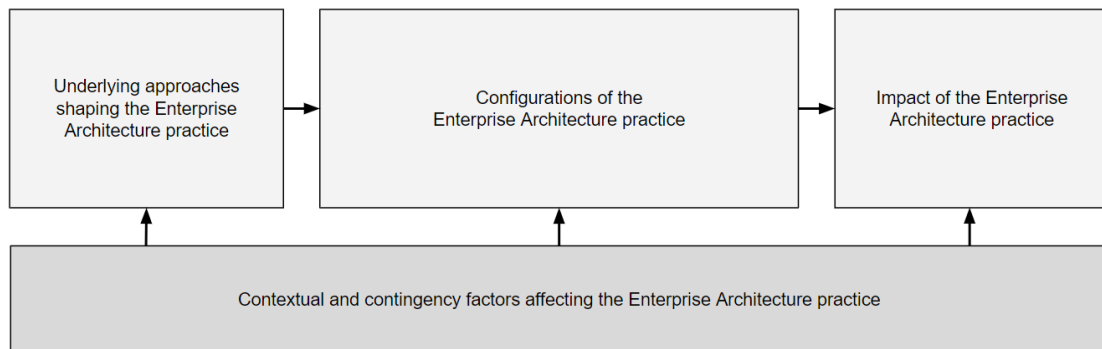 Underlying approaches
shaping the Enterprise
Architecture practice
Configurations of the
Enterprise Architecture practice
Impact of the Enterprise
Architecture practice
Contextual and contingency factors affecting the Enterprise Architecture practice